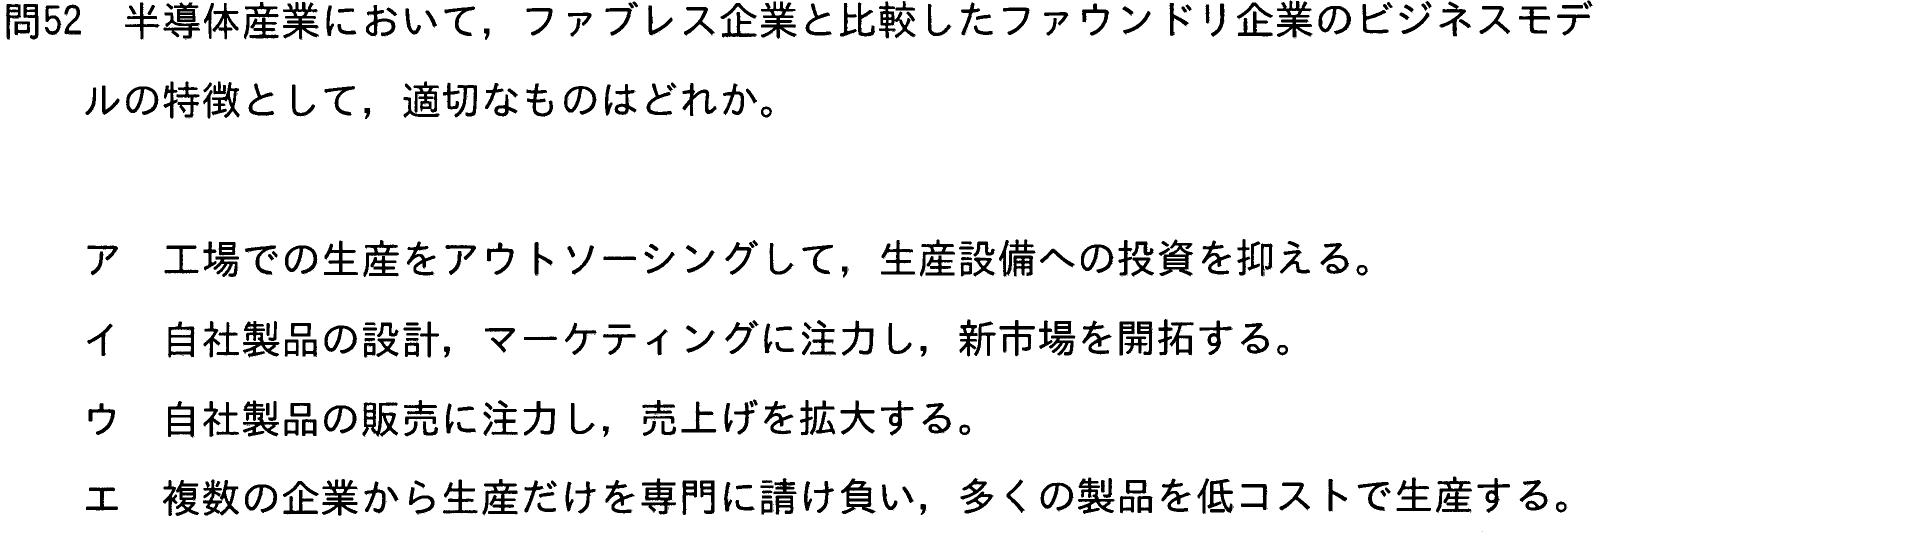 問52　半導体産業において，ファブレス企業と比較したファウンドリ企業のビジネスモデ
ルの特徴として，適切なものはどれか。
ア　工場での生産をアウトソーシングして，生産設備への投資を抑える。
イ　自社製品の設計，マーケティングに注力し，新市場を開拓する。
ウ　自社製品の販売に注力し，売上げを拡大する。
エ　複数の企業から生産だけを専門に請け負い，多くの製品を低コストで生産する。